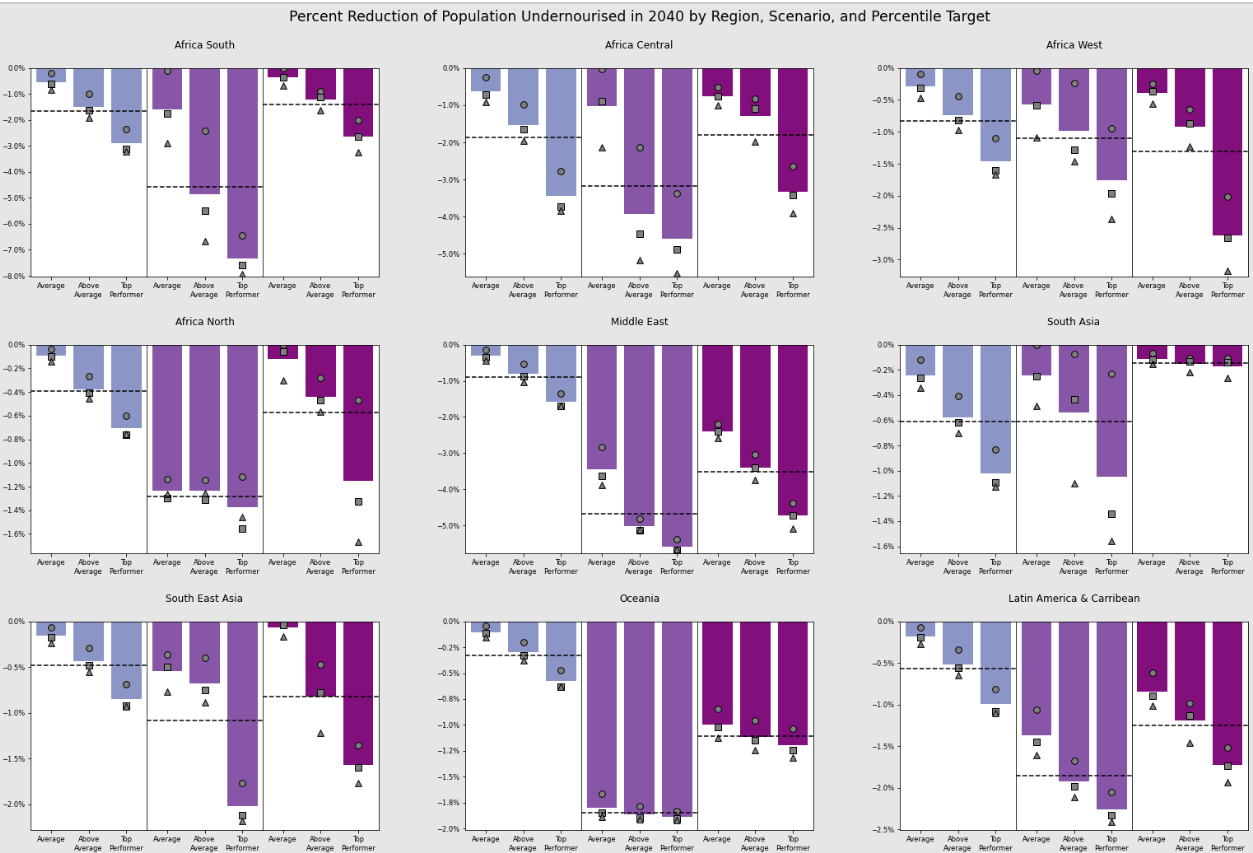 Percent Reduction of Population Undernourised in 2040 by Region, Scenario, and Percentile Target
Africa South
0.0%
-1.0%
-2.0%
-3.0%
-4.0%
-5.0%
-6.0%
-7.0%
-8.0%
Average Above Top Average Above Top Average Above Top
Average Performer Average Performer Average Performer
Africa Central
0.0%
-1.0%
-2.0%
-3.0%
-4.0%
-5.0%
Average Above Top Average Above Top Average Above Top
Average Performer Average Performer Average Performer
Africa West
0.0%
-0.5%
-1.0%
-1.5%
-2.0%
-2.5%
-3.0%
Average Above Top Average Above Top Average Above Top
Average Performer Average Performer Average Performer
Africa North
0.0%
-0.2%
-0.4%
-0.6%
-0.8%
-1.0%
-1.2%
-1.4%
-1.6%
Average Above Top Average Above Top Average Above Top
Average Performer Average Performer Average Performer
Middle East
0.0%
-1.0%
-2.0%
-3.0%
-4.0%
-5.0%
Average Above Top Average Above Top Average Above Top
Average Performer Average Performer Average Performer
South Asia
0.0%
-0.2%
-0.4%
-0.6%
-0.8%
-1.0%
-1.2%
-1.4%
-1.6%
Average Above Top Average Above Top Average Above Top
Average Performer Average Performer Average Performer
South East Asia
0.0%
-0.5%
-1.0%
-1.5%
-2.0%
Average Above Top Average Above Top Average Above Top
Average Performer Average Performer Average Performer
Oceania
0.0%
-0.2%
-0.5%
-0.8%
-1.0%
-1.2%
-1.5%
-1.8%
-2.0%
Average Above Top Average Above Top Average Above Top
Average Performer Average Performer Average Performer
Latin America & Carribean
0.0%
-0.5%
-1.0%
-1.5%
-2.0%
-2.5%
Average Above Top Average Above Top Average Above Top
Average Performer Average Performer Average Performer